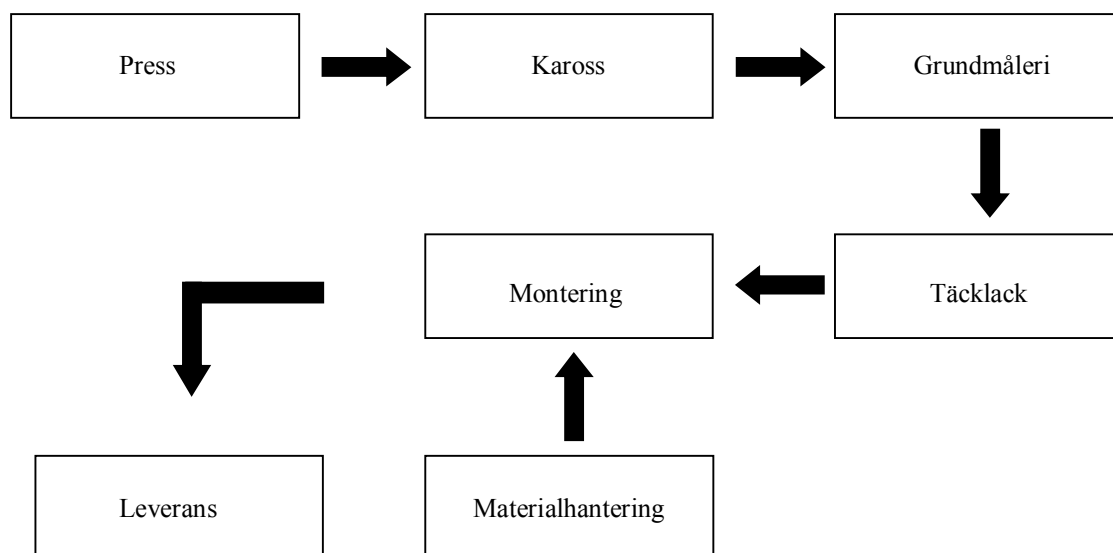 Press
Kaross
Grundmåleri
Montering
Täcklack
Leverans
Materialhantering